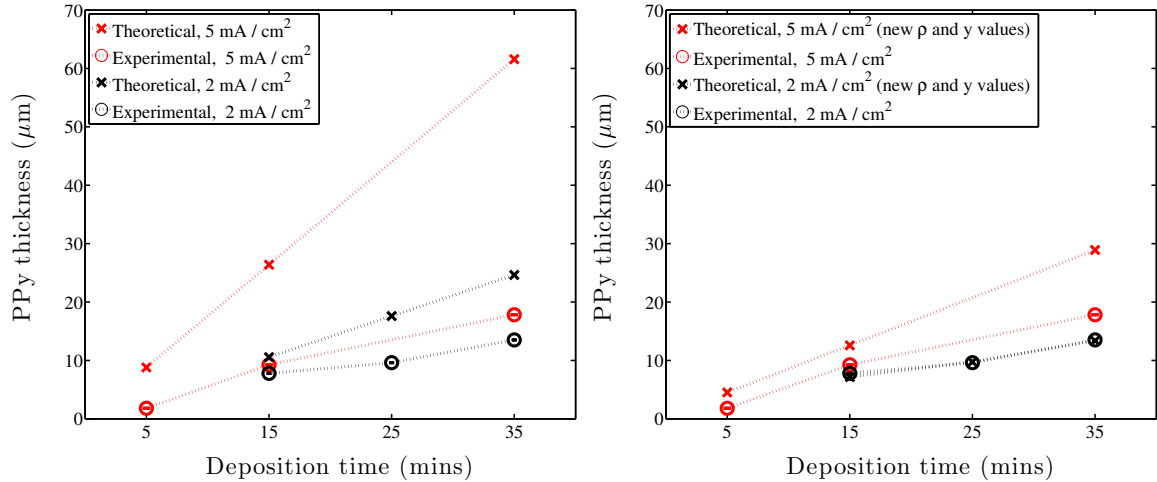 70
60
50
40
30
20
10
0
5
15
25
35
PPy thickness (μm)
Deposition time (mins)
Theoretical, 5 mA / cm²
Experimental, 5 mA / cm²
Theoretical, 2 mA / cm²
Experimental, 2 mA / cm²
70
60
50
40
30
20
10
0
5
15
25
35
PPy thickness (μm)
Deposition time (mins)
Theoretical, 5 mA / cm² (new ρ and y values)
Experimental, 5 mA / cm²
Theoretical, 2 mA / cm² (new ρ and y values)
Experimental, 2 mA / cm²